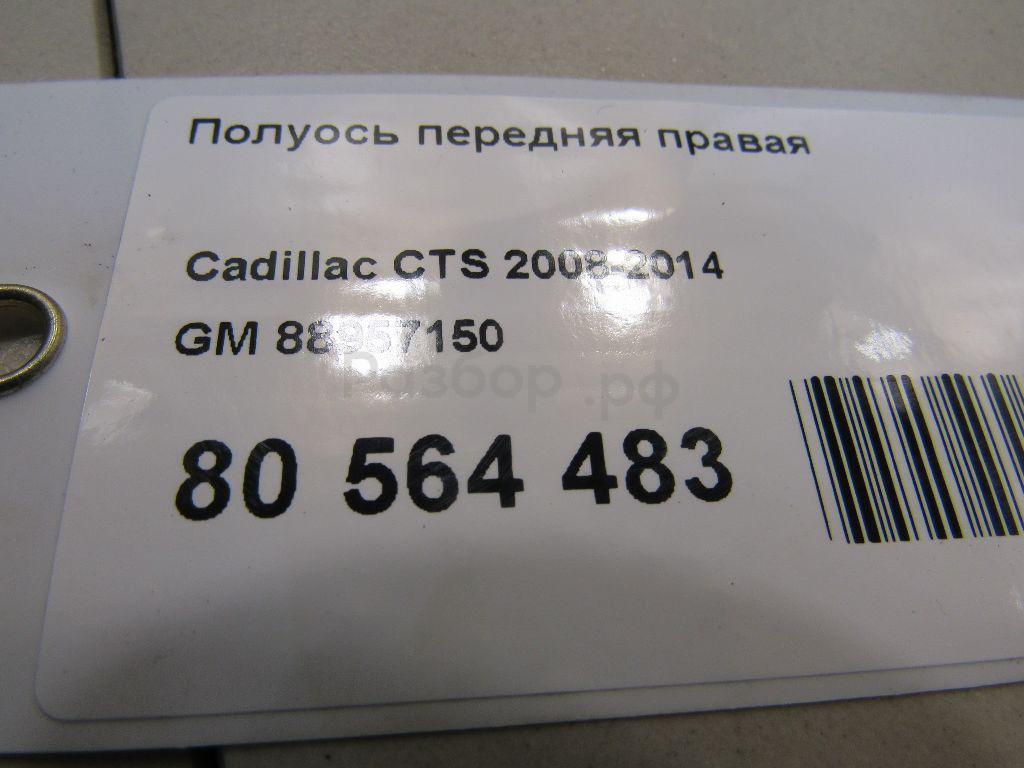 Полуось передняя правая
Cadillac CTS 2008-2014
GM 88957150
Разбор.рф
80 564 483